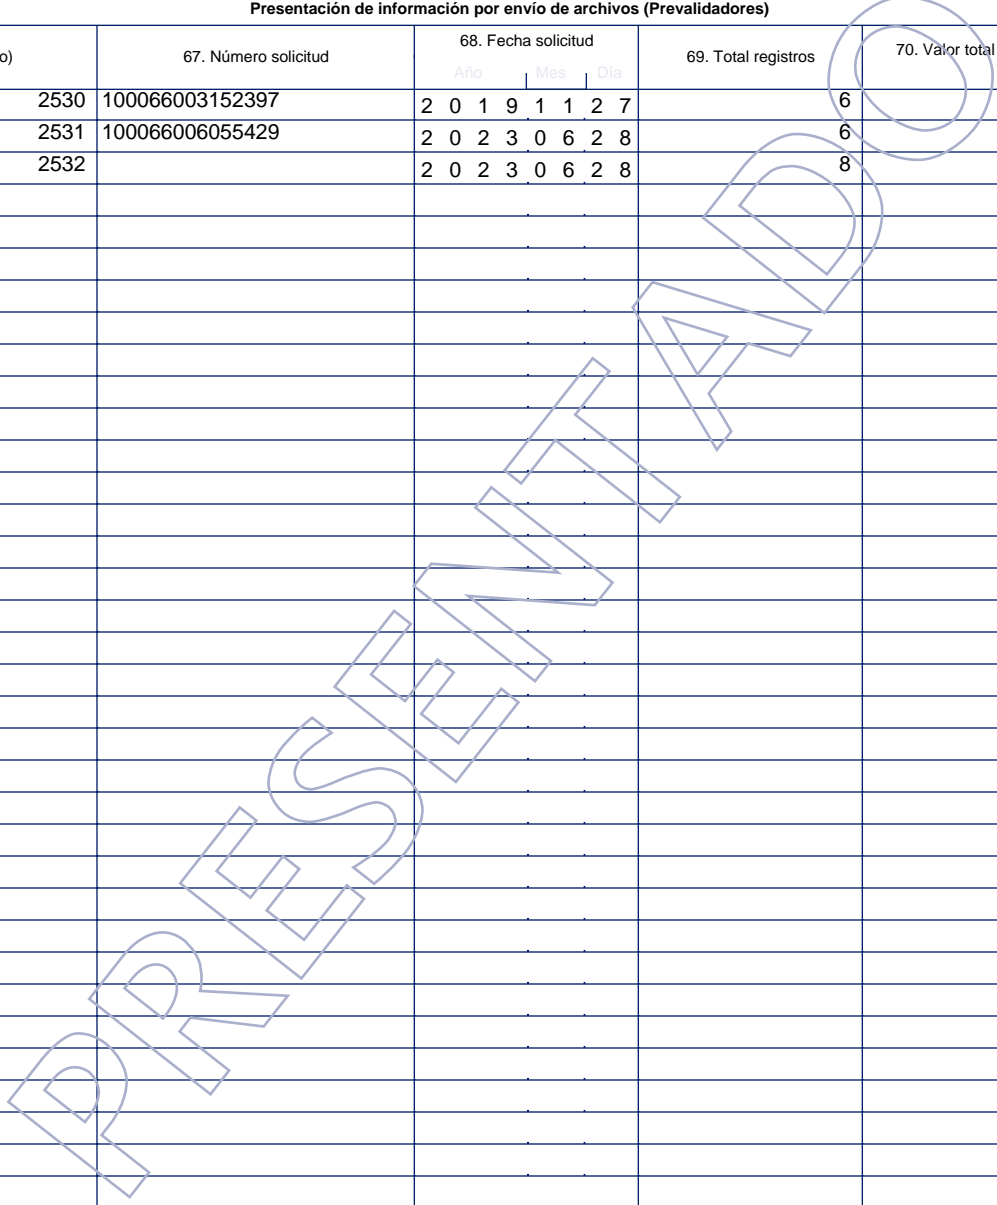 Presentación de información por envío de archivos (Prevalidadores)
o) 67. Número solicitud 68. Fecha solicitud 69. Total registros 70. Valor total
Año Mes Día
2530 100066003152397 2 0 1 9 1 1 2 7 6
2531 100066006055429 2 0 2 3 0 6 2 8 6
2532 2 0 2 3 0 6 2 8 8
PRESENTADO